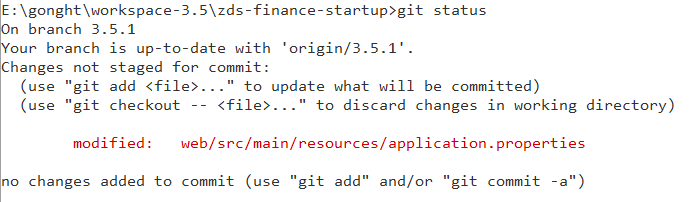 E:\gonght\workspace-3.5\zds-finance-startup>git status
On branch 3.5.1
Your branch is up-to-date with 'origin/3.5.1'.
Changes not staged for commit:
  (use "git add <file>..." to update what will be committed)
  (use "git checkout -- <file>..." to discard changes in working directory)
        modified:   web/src/main/resources/application.properties
no changes added to commit (use "git add" and/or "git commit -a")